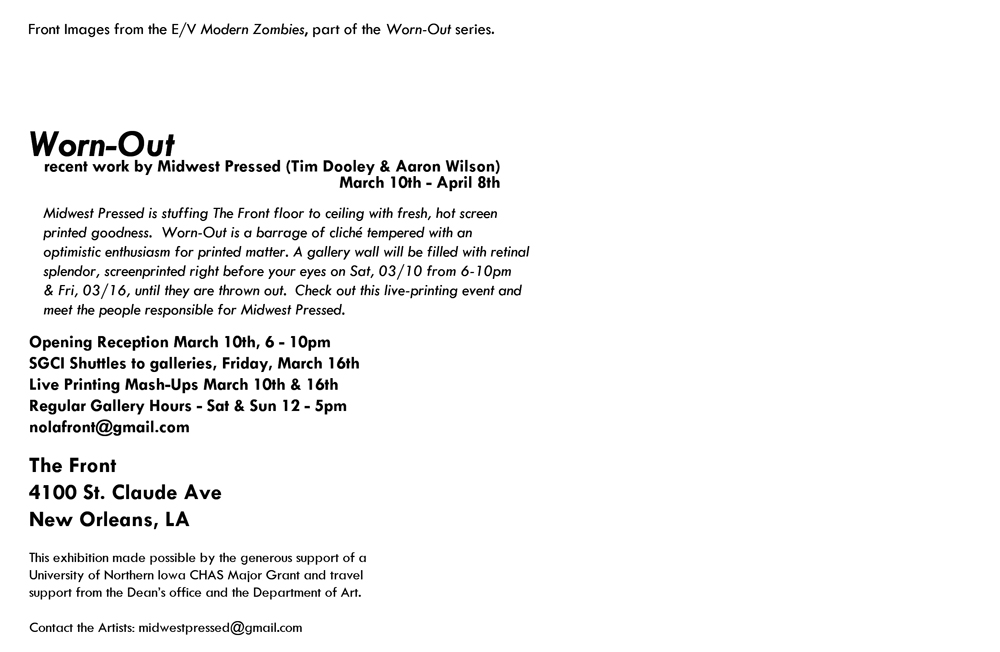 Front Images from the E/V Modern Zombies, part of the Worn-Out series.
Worn-Out
recent work by Midwest Pressed (Tim Dooley & Aaron Wilson)
March 10th - April 8th
Midwest Pressed is stuffing The Front floor to ceiling with fresh, hot screen
printed goodness.  Worn-Out is a barrage of cliché tempered with an
optimistic enthusiasm for printed matter. A gallery wall will be filled with retinal
splendor, screenprinted right before your eyes on Sat, 03/10 from 6-10pm
& Fri, 03/16, until they are thrown out.  Check out this live-printing event and
meet the people responsible for Midwest Pressed.
Opening Reception March 10th, 6 - 10pm
SGCI Shuttles to galleries, Friday, March 16th
Live Printing Mash-Ups March 10th & 16th
Regular Gallery Hours - Sat & Sun 12 - 5pm
nolafront@gmail.com
The Front
4100 St. Claude Ave
New Orleans, LA
This exhibition made possible by the generous support of a
University of Northern Iowa CHAS Major Grant and travel
support from the Dean's office and the Department of Art.
Contact the Artists: midwestpressed@gmail.com